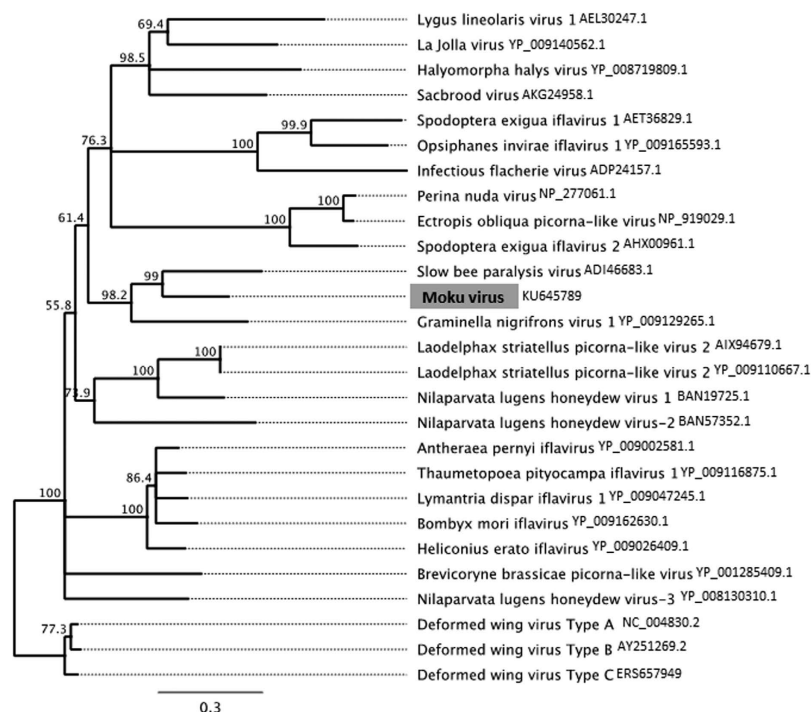 69.4
Lygus lineolaris virus 1 AEL30247.1
La Jolla virus YP_009140562.1
98.5
Halyomorpha halys virus YP_008719809.1
Sacbrood virus AKG24958.1
99.9
Spodoptera exigua iflavirus 1 AET36829.1
76.3
100
Opsiphanes invirae iflavirus 1 YP_009165593.1
Infectious flacherie virus ADP24157.1
100
Perina nuda virus NP_277061.1
61.4
100
Ectropis obliqua picorna-like virus NP_919029.1
Spodoptera exigua iflavirus 2 AHX00961.1
99
Slow bee paralysis virus ADI46683.1
98.2
Moku virus KU645789
55.8
Graminella nigrifrons virus 1 YP_009129265.1
100
Laodelphax striatellus picorna-like virus 2 AIX94679.1
100
Laodelphax striatellus picorna-like virus 2 YP_009110667.1
73.9
Nilaparvata lugens honeydew virus 1 BAN19725.1
Nilaparvata lugens honeydew virus-2 BAN57352.1
Antheraea pernyi iflavirus YP_009002581.1
86.4
Thaumetopoea pityocampa iflavirus 1 YP_009116875.1
100
Lymantria dispar iflavirus 1 YP_009047245.1
100
Bombyx mori iflavirus YP_009162630.1
Heliconius erato iflavirus YP_009026409.1
Brevicoryne brassicae picorna-like virus YP_001285409.1
Nilaparvata lugens honeydew virus-3 YP_008130310.1
77.3
Deformed wing virus Type A NC_004830.2
Deformed wing virus Type B AY251269.2
Deformed wing virus Type C ERS657949
0.3